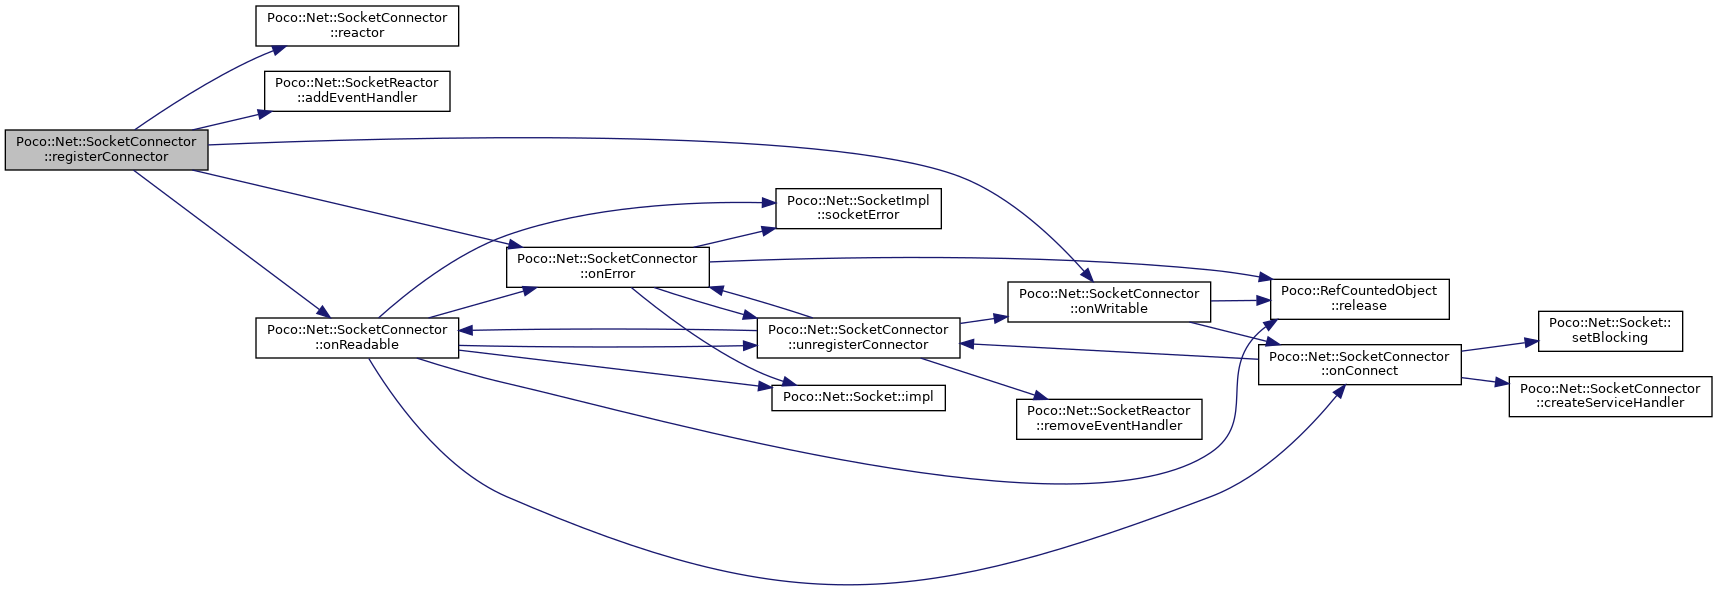 Poco::Net::SocketConnector
::reactor
Poco::Net::SocketReactor
::addEventHandler
Poco::Net::SocketConnector
::registerConnector
Poco::Net::SocketImpl
::socketError
Poco::Net::SocketConnector
::onError
Poco::Net::SocketConnector
::onWritable
Poco::RefCountedObject
::release
Poco::Net::SocketConnector
::onReadable
Poco::Net::SocketConnector
::unregisterConnector
Poco::Net::Socket::
setBlocking
Poco::Net::SocketConnector
::onConnect
Poco::Net::Socket::impl
Poco::Net::SocketReactor
::removeEventHandler
Poco::Net::SocketConnector
::createServiceHandler